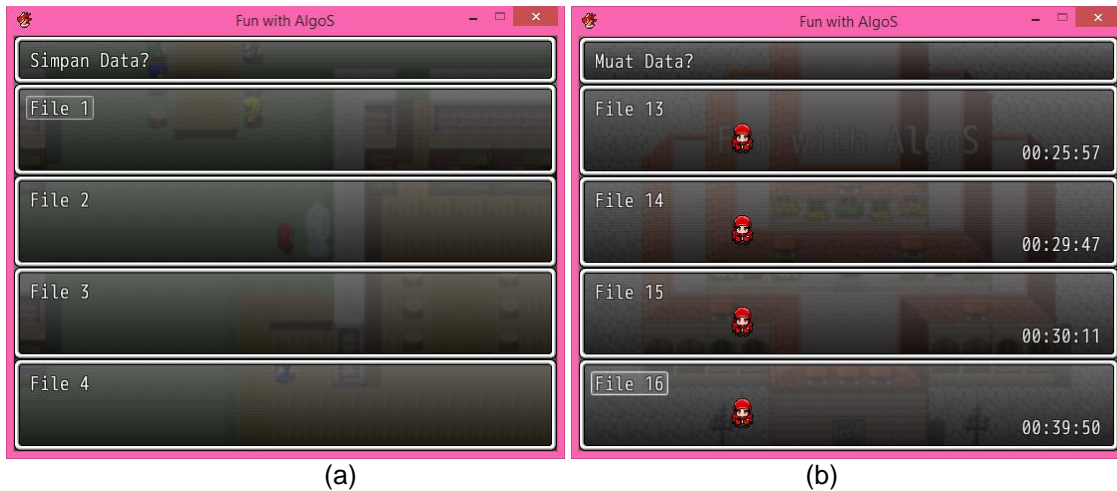 Fun with AlgoS
Simpan Data?
File 1
File 2
File 3
File 4
(a)
Fun with AlgoS
Muat Data?
File 13
Fun with AlgoS
00:25:57
File 14
00:29:47
File 15
00:30:11
File 16
00:39:50
(b)